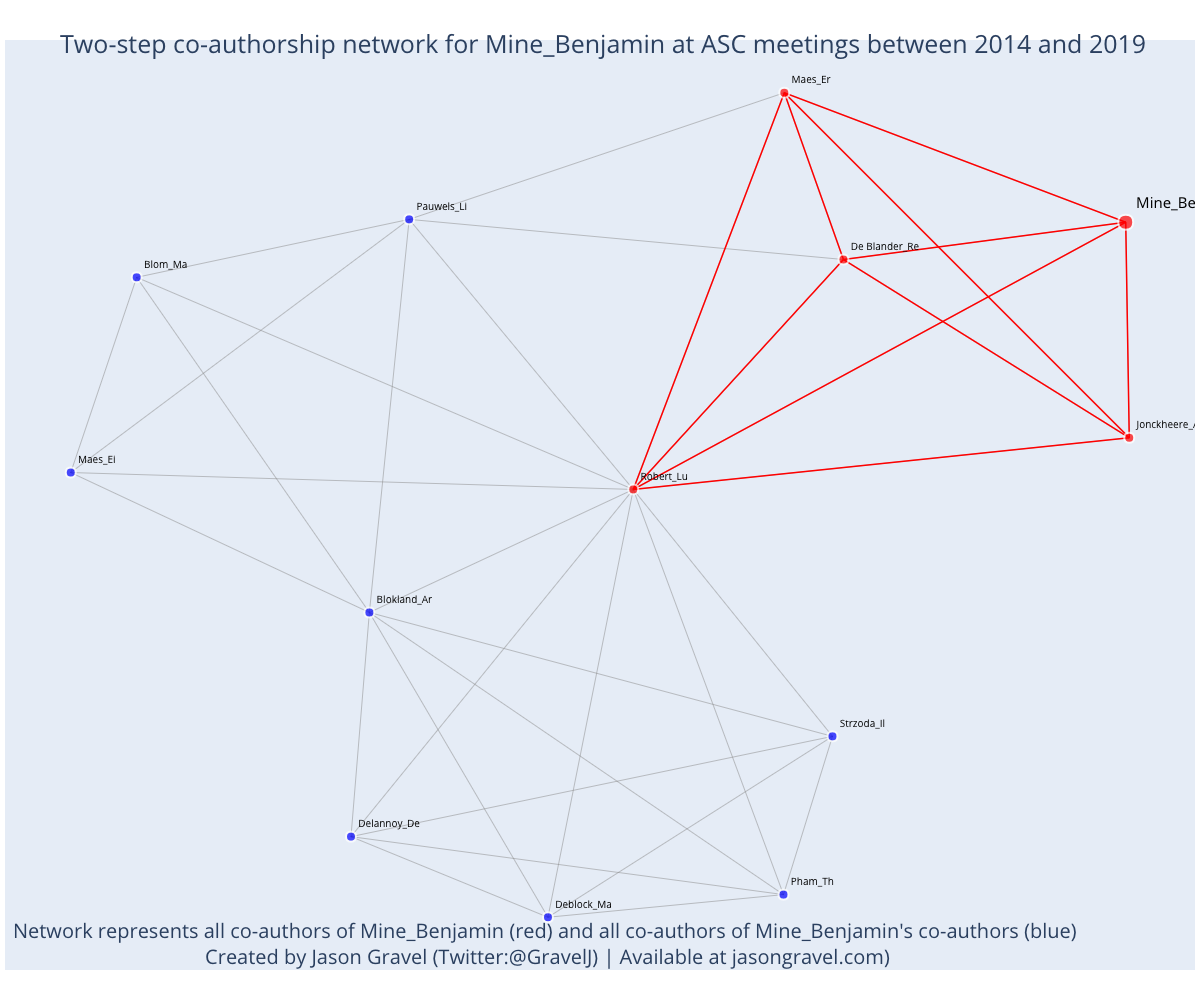 Two-step co-authorship network for Mine_Benjamin at ASC meetings between 2014 and 2019
Maes_Er
Mine_Be
Pauwels_Li
De Blander_Re
Blom_Ma
Jonckheere_A
Maes_Ei
Robert_Lu
Blokland_Ar
Strzoda_Il
Delannoy_De
Pham_Th
Deblock_Ma
Network represents all co-authors of Mine_Benjamin (red) and all co-authors of Mine_Benjamin's co-authors (blue)
Created by Jason Gravel (Twitter:@GravelJ) | Available at jasongravel.com)